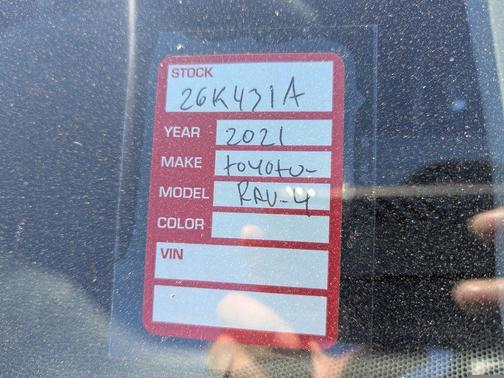 STOCK
26K431A
YEAR 2021
MAKE toyota
MODEL RAV-4
COLOR
VIN